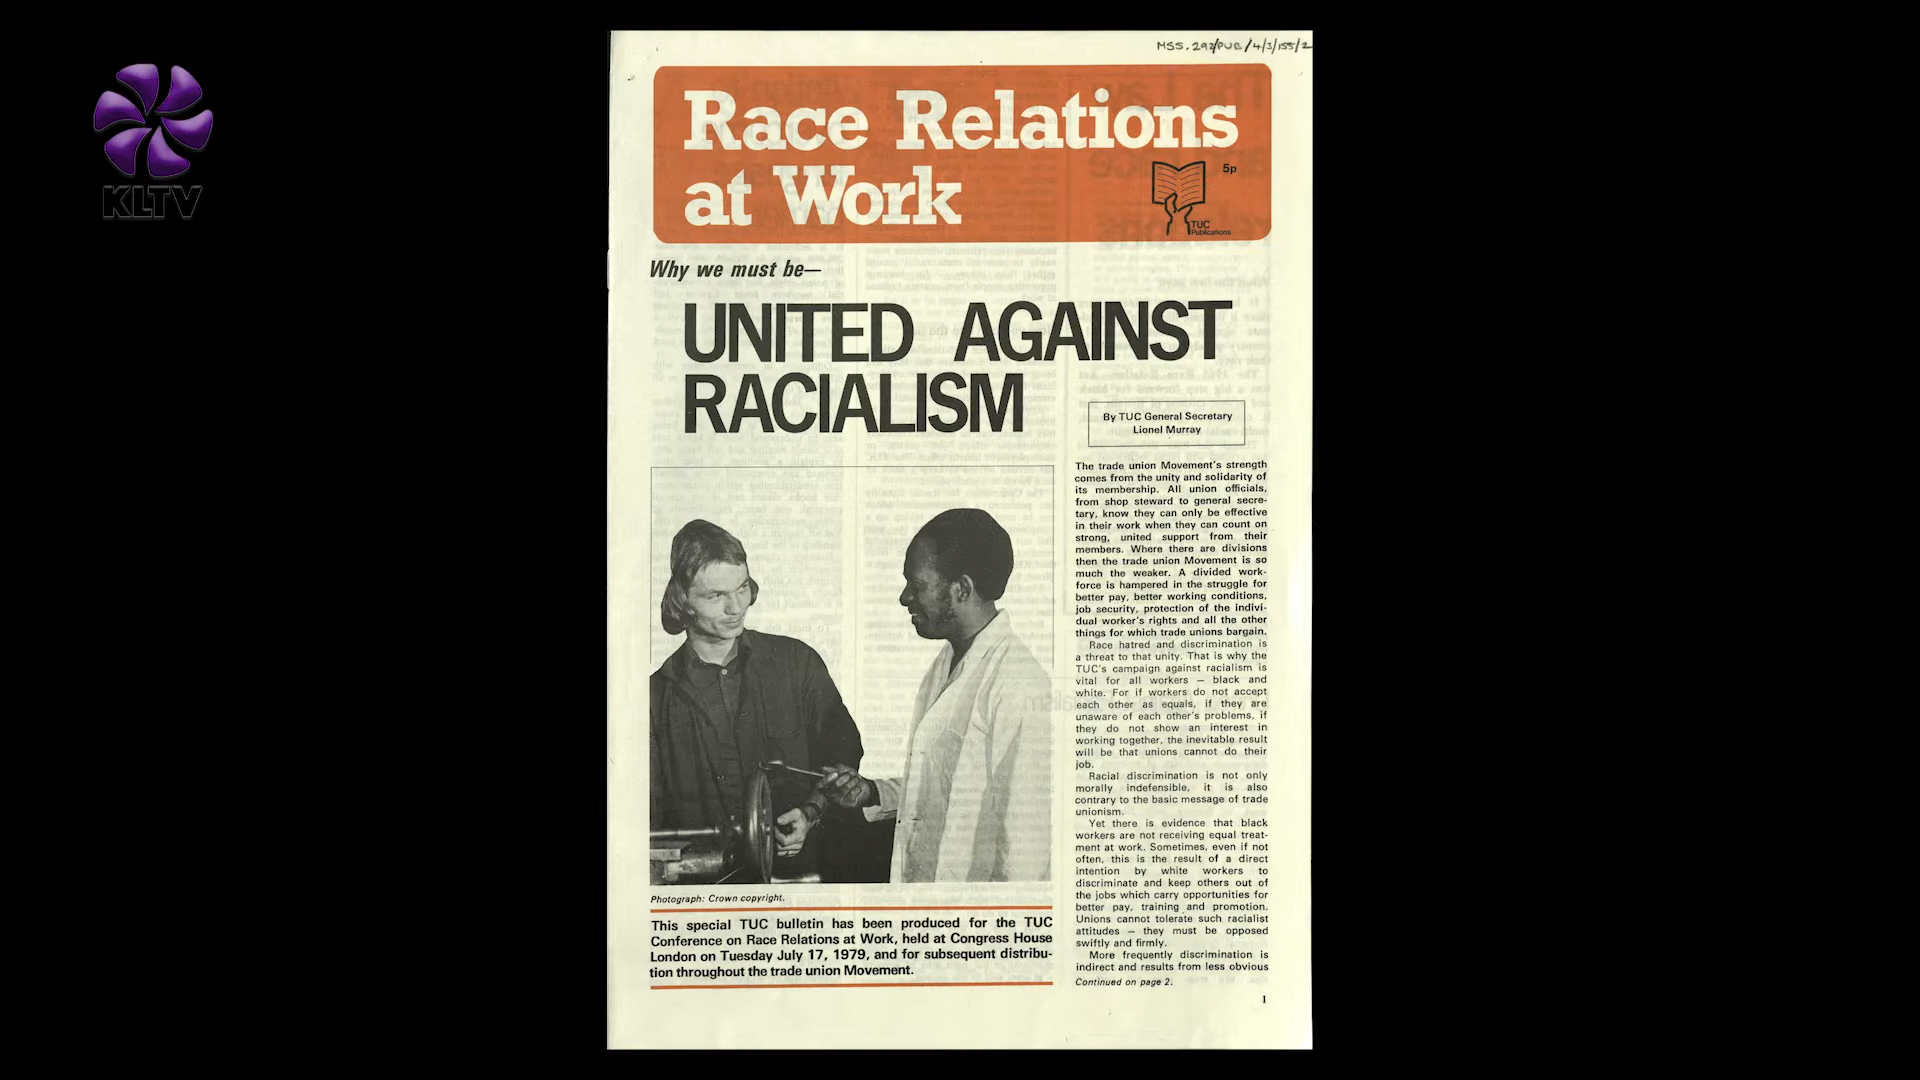 KLTV
MSS. 292/PUB/4/3/155/2
Race Relations
at Work
5p
TUC
Publications
Why we must be—
UNITED AGAINST
RACIALISM
By TUC General Secretary
Lionel Murray
Photograph: Crown copyright.
This special TUC bulletin has been produced for the TUC
Conference on Race Relations at Work, held at Congress House
London on Tuesday July 17, 1979, and for subsequent distribu-
tion throughout the trade union Movement.
The trade union Movement's strength
comes from the unity and solidarity of
its membership. All union officials,
from shop steward to general secre-
tary, know they can only be effective
in their work when they can count on
strong, united support from their
members. Where there are divisions
then the trade union Movement is so
much the weaker. A divided work-
force is hampered in the struggle for
better pay, better working conditions,
job security, protection of the indivi-
dual worker's rights and all the other
things for which trade unions bargain.
Race hatred and discrimination is
a threat to that unity. That is why the
TUC's campaign against racialism is
vital for all workers — black and
white. For if workers do not accept
each other as equals, if they are
unaware of each other's problems, if
they do not show an interest in
working together, the inevitable result
will be that unions cannot do their
job.
Racial discrimination is not only
morally indefensible, it is also
contrary to the basic message of trade
unionism.
Yet there is evidence that black
workers are not receiving equal treat-
ment at work. Sometimes, even if not
often, this is the result of a direct
intention by white workers to
discriminate and keep others out of
the jobs which carry opportunities for
better pay, training and promotion.
Unions cannot tolerate such racialist
attitudes — they must be opposed
swiftly and firmly.
More frequently discrimination is
indirect and results from less obvious
Continued on page 2.
1